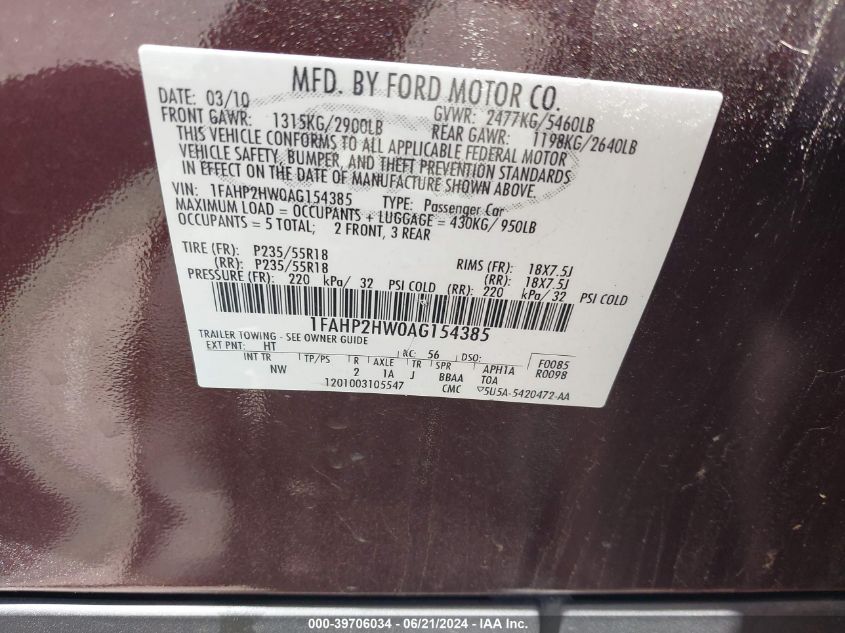 MFD. BY FORD MOTOR CO.
DATE: 03/10 GVWR: 2477KG/5460LB
FRONT GAWR: 1315KG/2900LB REAR GAWR: 1198KG/2640LB
THIS VEHICLE CONFORMS TO ALL APPLICABLE FEDERAL MOTOR
VEHICLE SAFETY, BUMPER, AND THEFT PREVENTION STANDARDS
IN EFFECT ON THE DATE OF MANUFACTURE SHOWN ABOVE.
VIN: 1FAHP2HW0AG154385 TYPE: Passenger Car
MAXIMUM LOAD = OCCUPANTS + LUGGAGE = 430KG/ 950LB
OCCUPANTS = 5 TOTAL; 2 FRONT, 3 REAR
TIRE (FR): P235/55R18 RIMS (FR): 18X7.5J
(RR): P235/55R18 (RR): 18X7.5J
PRESSURE (FR): 220 kPa/ 32 PSI COLD (RR): 220 kPa/ 32 PSI COLD
1FAHP2HW0AG154385
TRAILER TOWING - SEE OWNER GUIDE
EXT PNT: HT RC: 56 DSO: F0085
INT TR TP/PS R AXLE TR SPR APH1A R0098
NW 2 1A J BBAA TOA
1201003105547 CMC ▽5U5A-5420472-AA
000-39706034 - 06/21/2024 - IAA Inc.